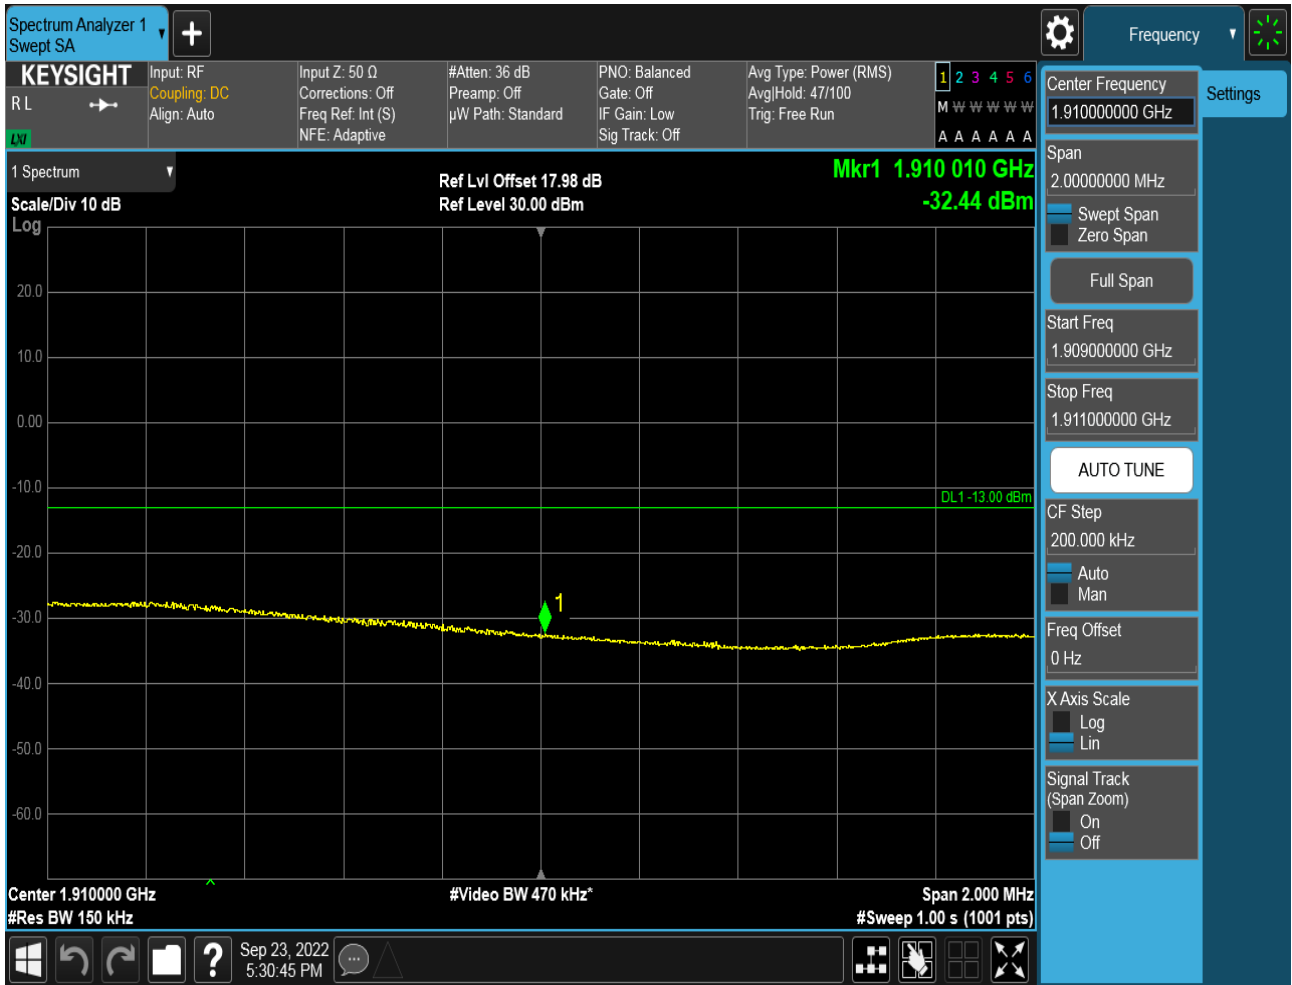 Spectrum Analyzer 1
Swept SA
Frequency
KEYSIGHT
R L
LXI
Input: RF
Coupling: DC
Align: Auto
Input Z: 50 Ω
Corrections: Off
Freq Ref: Int (S)
NFE: Adaptive
#Atten: 36 dB
Preamp: Off
µW Path: Standard
PNO: Balanced
Gate: Off
IF Gain: Low
Sig Track: Off
Avg Type: Power (RMS)
Avg|Hold: 47/100
Trig: Free Run
1 2 3 4 5 6
M W W W W W
A A A A A A
1 Spectrum
Scale/Div 10 dB
Log
Ref Lvl Offset 17.98 dB
Ref Level 30.00 dBm
Mkr1 1.910 010 GHz
-32.44 dBm
20.0
10.0
0.00
-10.0
DL1 -13.00 dBm
-20.0
1
-30.0
-40.0
-50.0
-60.0
Center 1.910000 GHz
#Video BW 470 kHz*
Span 2.000 MHz
#Res BW 150 kHz
#Sweep 1.00 s (1001 pts)
Sep 23, 2022
5:30:45 PM
Center Frequency
1.910000000 GHz
Settings
Span
2.00000000 MHz
Swept Span
Zero Span
Full Span
Start Freq
1.909000000 GHz
Stop Freq
1.911000000 GHz
AUTO TUNE
CF Step
200.000 kHz
Auto
Man
Freq Offset
0 Hz
X Axis Scale
Log
Lin
Signal Track
(Span Zoom)
On
Off